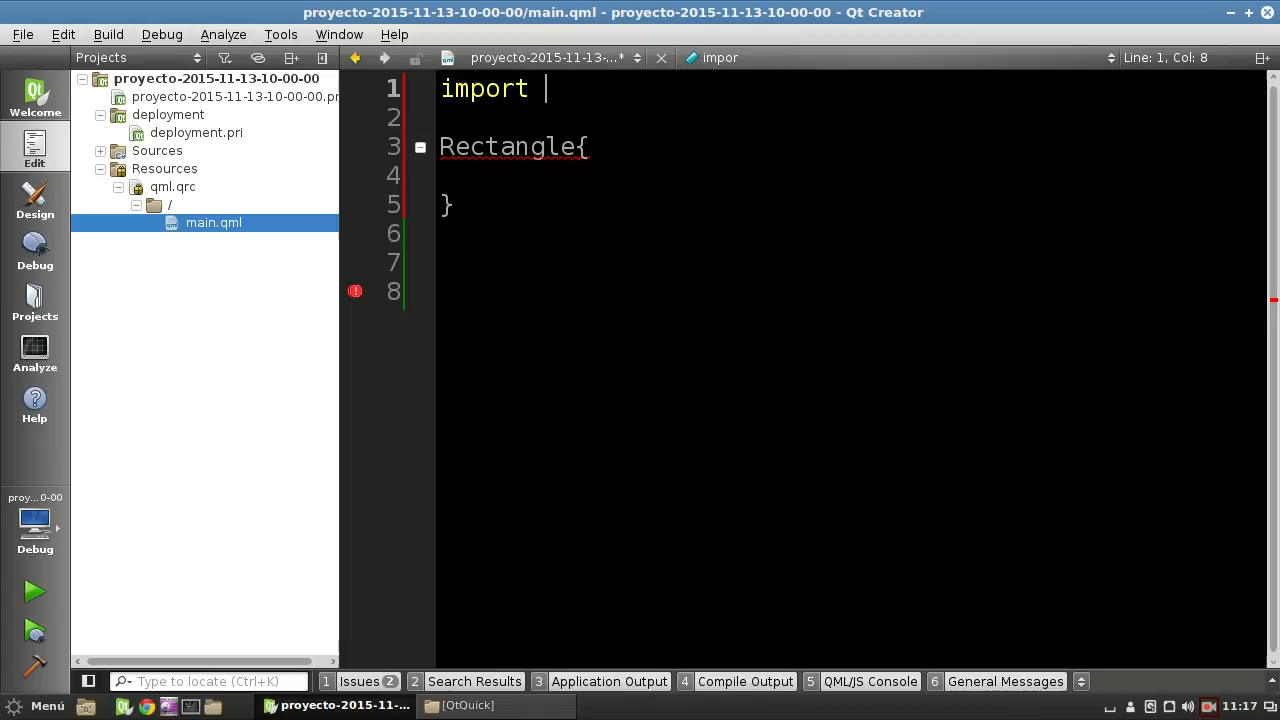 proyecto-2015-11-13-10-00-00/main.qml - proyecto-2015-11-13-10-00-00 - Qt Creator
File Edit Build Debug Analyze Tools Window Help
Projects proyecto-2015-11-13-...* impor Line: 1, Col: 8
proyecto-2015-11-13-10-00-00
proyecto-2015-11-13-10-00-00.pr
deployment
deployment.pri
Sources
Resources
qml.qrc
/
main.qml
Welcome
Edit
Design
Debug
Projects
Analyze
Help
proy...0-00
Debug
1 import
2
3 Rectangle{
4
5 }
6
7
8
Type to locate (Ctrl+K) 1 Issues 2 2 Search Results 3 Application Output 4 Compile Output 5 QML/JS Console 6 General Messages
Menú proyecto-2015-11-... [QtQuick] 11:17